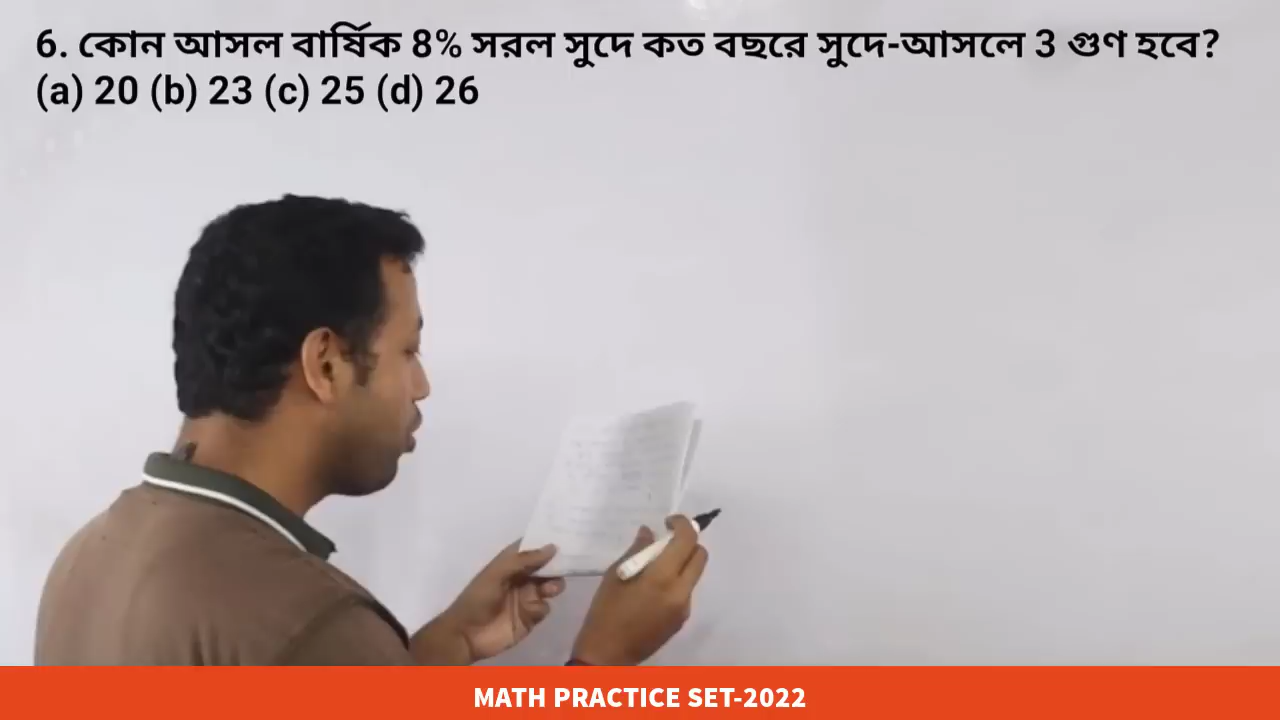 6. কোন আসল বার্ষিক 8% সরল সুদে কত বছরে সুদে-আসলে 3 গুণ হবে?
(a) 20 (b) 23 (c) 25 (d) 26
MATH PRACTICE SET-2022